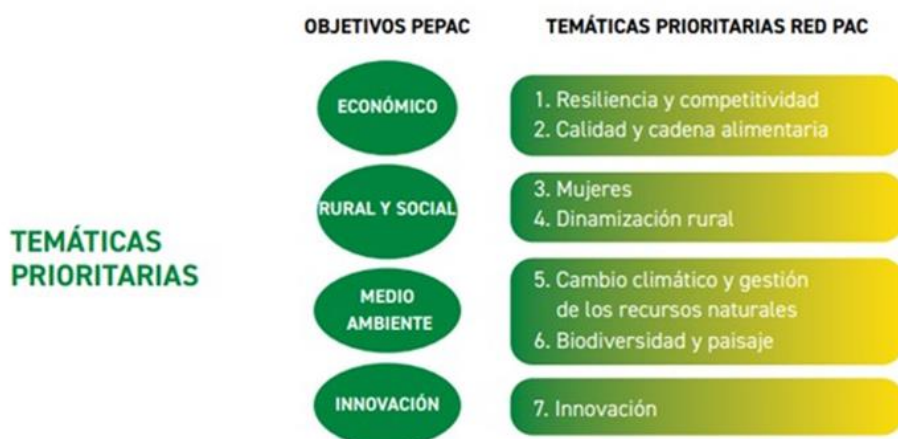 OBJETIVOS PEPAC
TEMÁTICAS PRIORITARIAS RED PAC
ECONÓMICO
1. Resiliencia y competitividad
2. Calidad y cadena alimentaria
RURAL Y SOCIAL
3. Mujeres
4. Dinamización rural
TEMÁTICAS
PRIORITARIAS
MEDIO
AMBIENTE
5. Cambio climático y gestión
de los recursos naturales
6. Biodiversidad y paisaje
INNOVACIÓN
7. Innovación